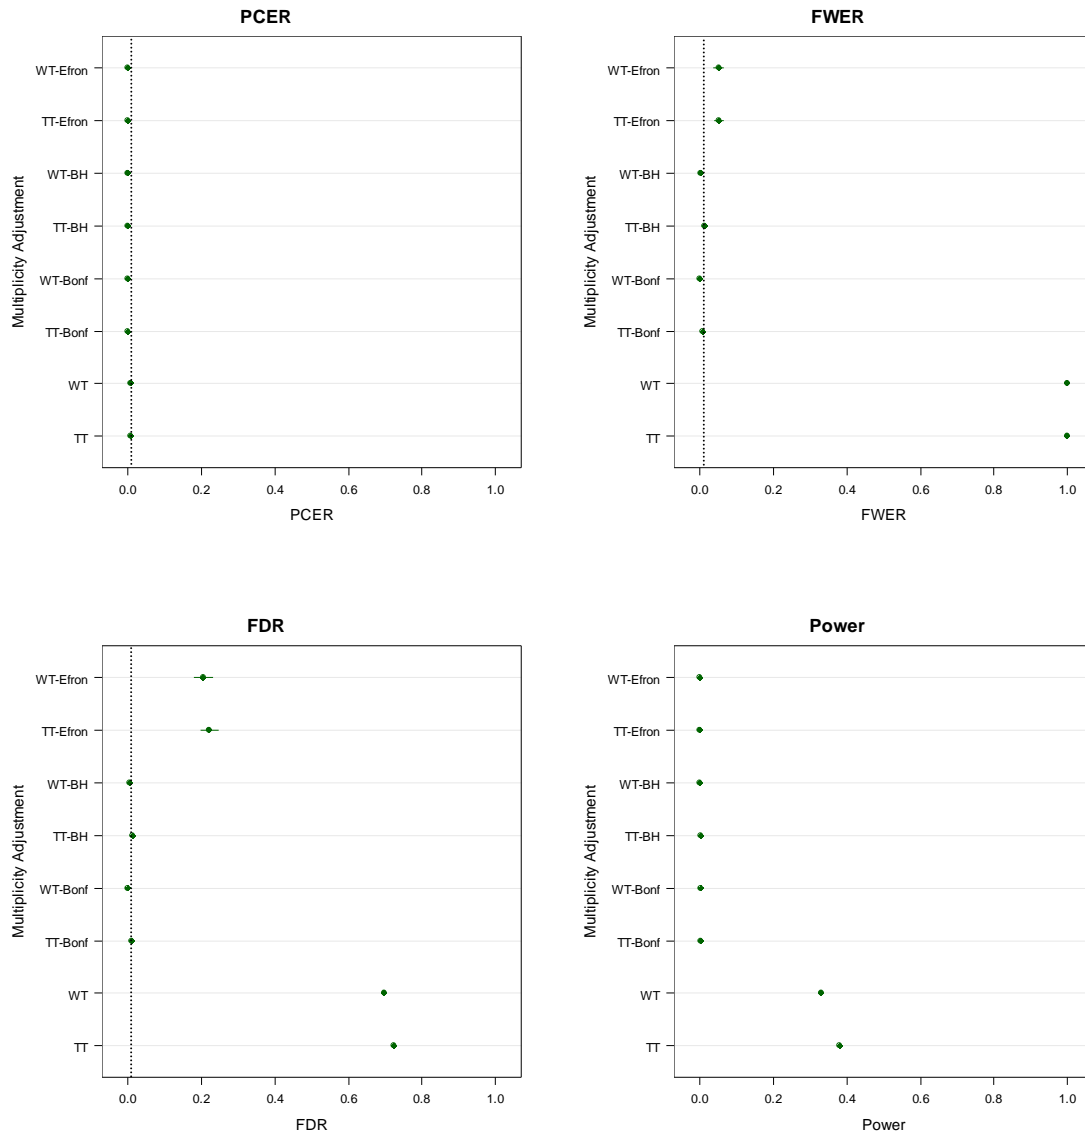 PCER
Multiplicity Adjustment
WT-Efron
TT-Efron
WT-BH
TT-BH
WT-Bonf
TT-Bonf
WT
TT
0.0 0.2 0.4 0.6 0.8 1.0
PCER
FWER
Multiplicity Adjustment
WT-Efron
TT-Efron
WT-BH
TT-BH
WT-Bonf
TT-Bonf
WT
TT
0.0 0.2 0.4 0.6 0.8 1.0
FWER
FDR
Multiplicity Adjustment
WT-Efron
TT-Efron
WT-BH
TT-BH
WT-Bonf
TT-Bonf
WT
TT
0.0 0.2 0.4 0.6 0.8 1.0
FDR
Power
Multiplicity Adjustment
WT-Efron
TT-Efron
WT-BH
TT-BH
WT-Bonf
TT-Bonf
WT
TT
0.0 0.2 0.4 0.6 0.8 1.0
Power